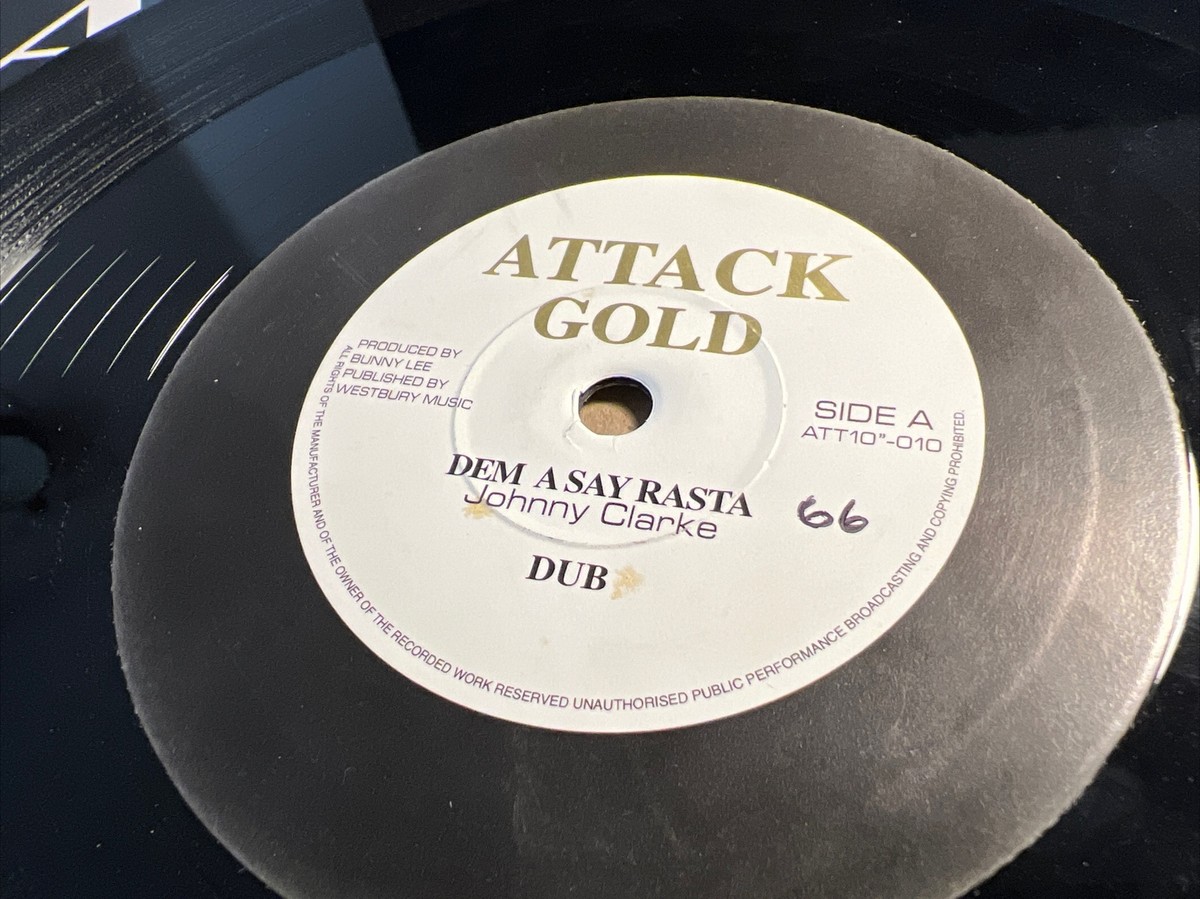 ATTACK
GOLD
PRODUCED BY
BUNNY LEE
PUBLISHED BY
WESTBURY MUSIC
SIDE A
ATT10"-010
DEM A SAY RASTA
Johnny Clarke
66
DUB
ALL RIGHTS OF THE MANUFACTURER AND OF THE OWNER OF THE RECORDED WORK RESERVED UNAUTHORISED PUBLIC PERFORMANCE BROADCASTING AND COPYING PROHIBITED.